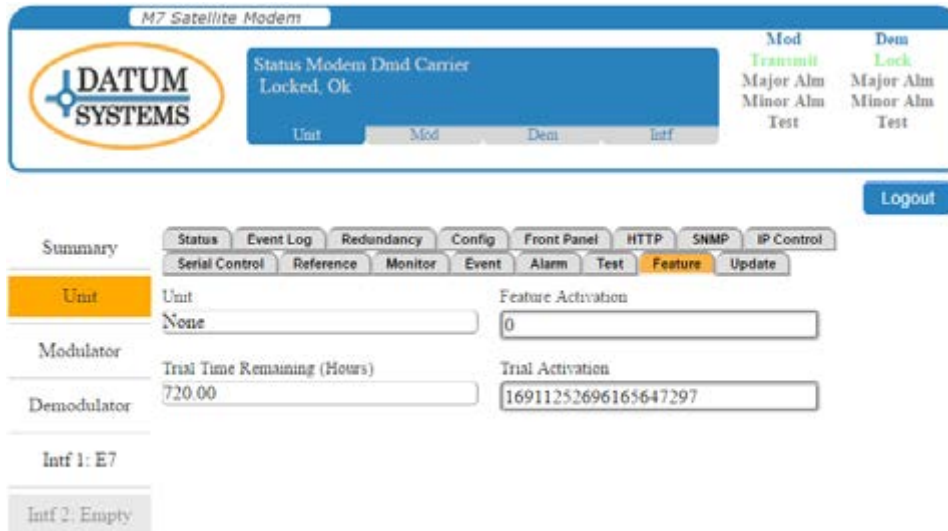 M7 Satellite Modem
DATUM
SYSTEMS
Status Modem Dmd Carrier
Locked, Ok
Unit Mod Dem Intf
Mod Dem
Transmit Lock
Major Alm Major Alm
Minor Alm Minor Alm
Test Test
Logout
Summary
Unit
Modulator
Demodulator
Intf 1: E7
Intf 2: Empty
Status Event Log Redundancy Config Front Panel HTTP SNMP IP Control
Serial Control Reference Monitor Event Alarm Test Feature Update
Unit
None
Feature Activation
0
Trial Time Remaining (Hours)
720.00
Trial Activation
16911252696165647297